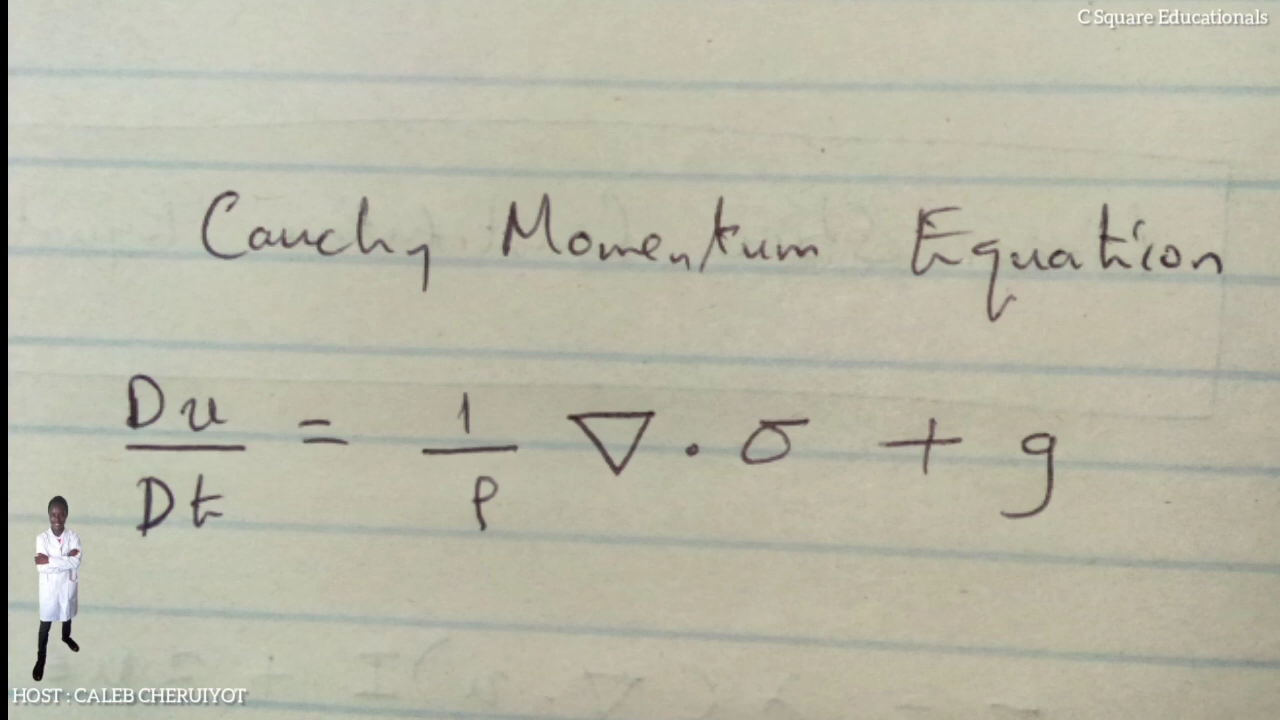 C Square Educationals
Cauchy Momentum Equation
Du/Dt = 1/ρ ∇ · σ + g
HOST : CALEB CHERUIYOT